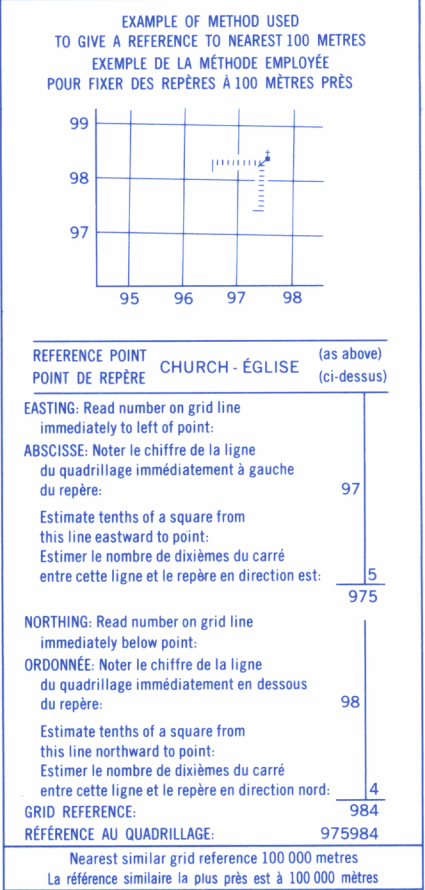 EXAMPLE OF METHOD USED
TO GIVE A REFERENCE TO NEAREST 100 METRES
EXEMPLE DE LA MÉTHODE EMPLOYÉE
POUR FIXER DES REPÈRES À 100 MÈTRES PRÈS
99
98
97
95 96 97 98
REFERENCE POINT
POINT DE REPÈRE
CHURCH - ÉGLISE
(as above)
(ci-dessus)
EASTING: Read number on grid line
immediately to left of point:
ABSCISSE: Noter le chiffre de la ligne
du quadrillage immédiatement à gauche
du repère: 97
Estimate tenths of a square from
this line eastward to point:
Estimer le nombre de dixièmes du carré
entre cette ligne et le repère en direction est: 5
975
NORTHING: Read number on grid line
immediately below point:
ORDONNÉE: Noter le chiffre de la ligne
du quadrillage immédiatement en dessous
du repère: 98
Estimate tenths of a square from
this line northward to point:
Estimer le nombre de dixièmes du carré
entre cette ligne et le repère en direction nord: 4
GRID REFERENCE: 984
RÉFÉRENCE AU QUADRILLAGE: 975984
Nearest similar grid reference 100 000 metres
La référence similaire la plus près est à 100 000 mètres